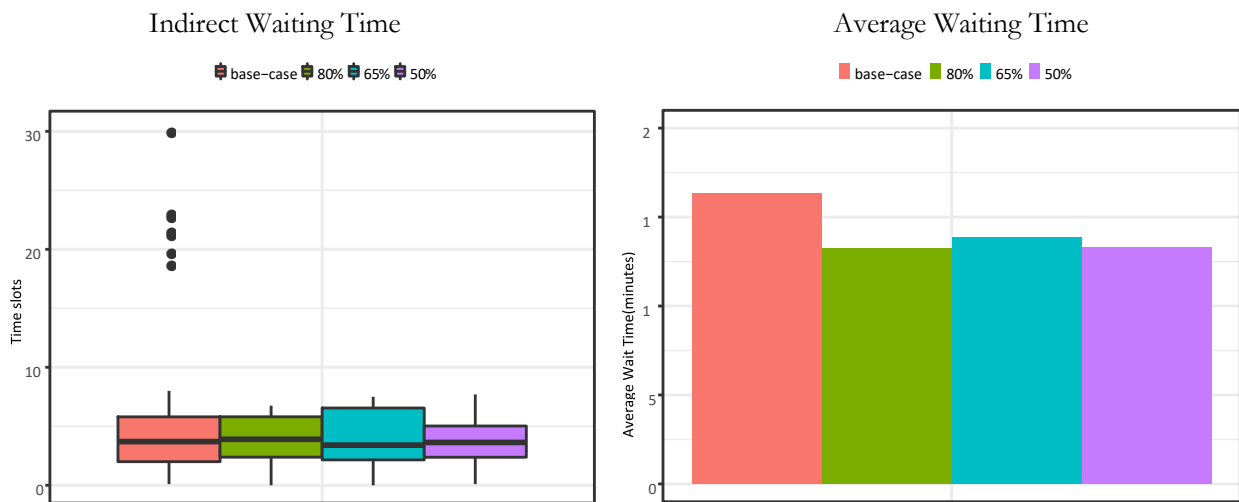 Indirect Waiting Time
base-case 80% 65% 50%
30
20
10
0
Time slots
Average Waiting Time
base-case 80% 65% 50%
2
1
1
5
0
Average Wait Time(minutes)